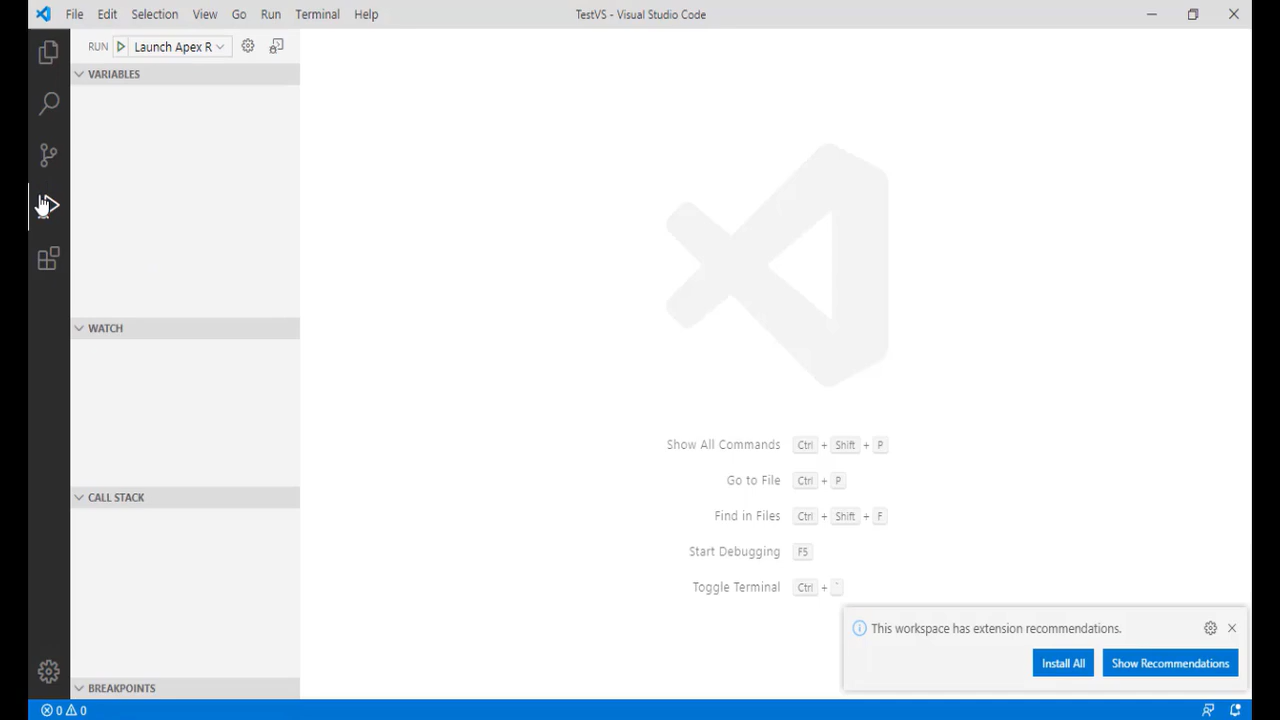 File Edit Selection View Go Run Terminal Help TestVS - Visual Studio Code
RUN Launch Apex R
VARIABLES
WATCH
CALL STACK
BREAKPOINTS
Show All Commands Ctrl + Shift + P
Go to File Ctrl + P
Find in Files Ctrl + Shift + F
Start Debugging F5
Toggle Terminal Ctrl + `
This workspace has extension recommendations.
Install All Show Recommendations
0 0